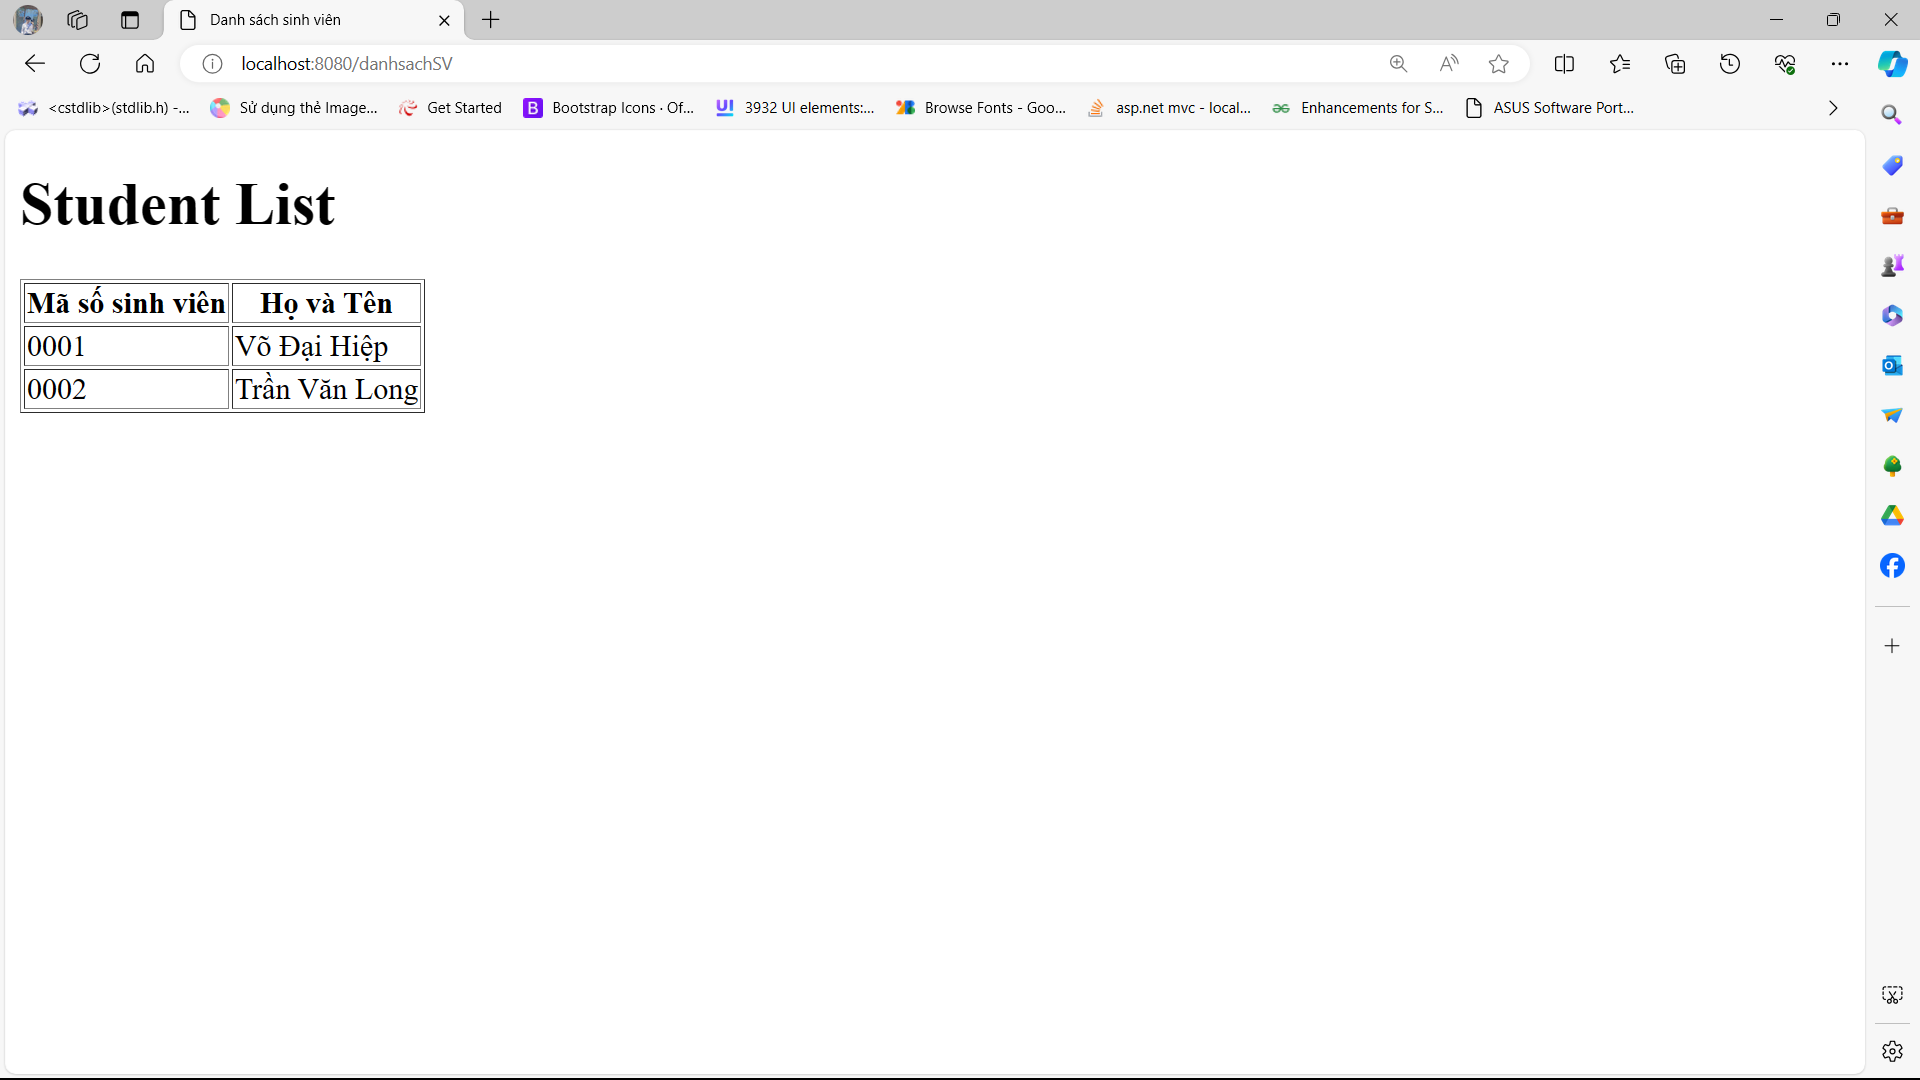 Danh sách sinh viên
localhost:8080/danhsachSV
<cstdlib>(stdlib.h) -... Sử dụng thẻ Image... Get Started Bootstrap Icons · Of... 3932 UI elements:... Browse Fonts - Goo... asp.net mvc - local... Enhancements for S... ASUS Software Port...
Student List
Mã số sinh viên Họ và Tên
0001 Võ Đại Hiệp
0002 Trần Văn Long